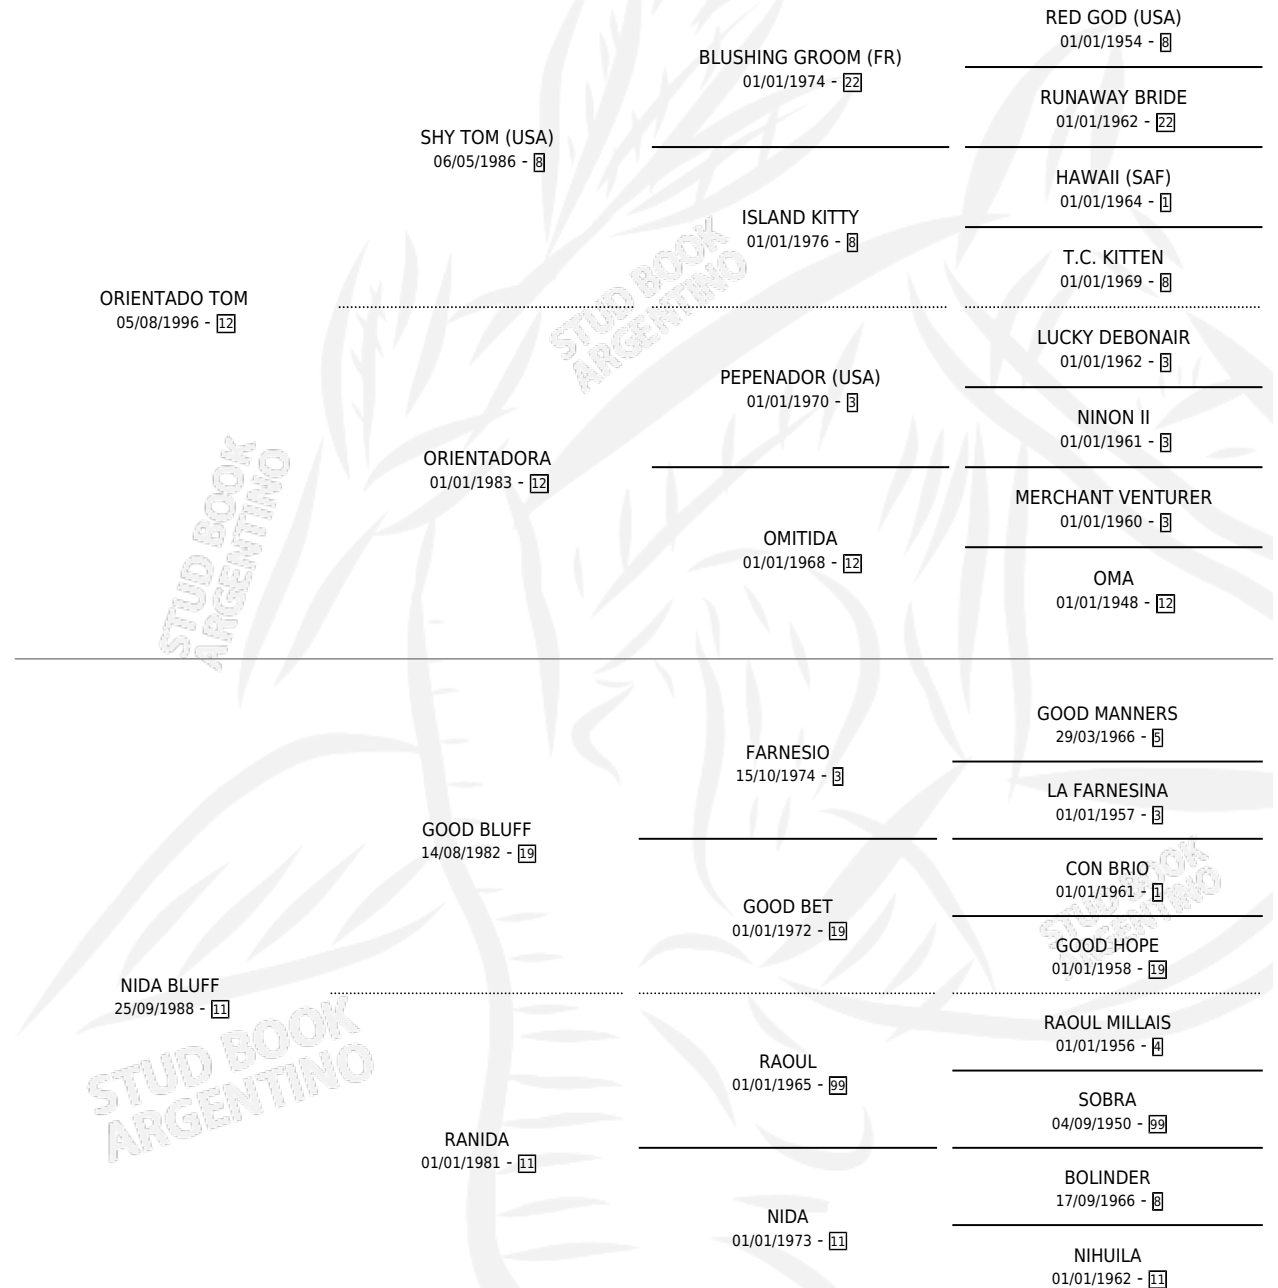 RED GOD (USA)
01/01/1954 - 8
BLUSHING GROOM (FR)
01/01/1974 - 22
RUNAWAY BRIDE
01/01/1962 - 22
SHY TOM (USA)
06/05/1986 - 8
HAWAII (SAF)
01/01/1964 - 1
ISLAND KITTY
01/01/1976 - 8
T.C. KITTEN
01/01/1969 - 8
ORIENTADO TOM
05/08/1996 - 12
LUCKY DEBONAIR
01/01/1962 - 3
PEPENADOR (USA)
01/01/1970 - 3
NINON II
01/01/1961 - 3
ORIENTADORA
01/01/1983 - 12
MERCHANT VENTURER
01/01/1960 - 3
OMITIDA
01/01/1968 - 12
OMA
01/01/1948 - 12
GOOD MANNERS
29/03/1966 - 5
FARNESIO
15/10/1974 - 3
LA FARNESINA
01/01/1957 - 3
GOOD BLUFF
14/08/1982 - 19
CON BRIO
01/01/1961 - 1
GOOD BET
01/01/1972 - 19
GOOD HOPE
01/01/1958 - 19
NIDA BLUFF
25/09/1988 - 11
RAOUL MILLAIS
01/01/1956 - 4
RAOUL
01/01/1965 - 99
SOBRA
04/09/1950 - 99
RANIDA
01/01/1981 - 11
BOLINDER
17/09/1966 - 8
NIDA
01/01/1973 - 11
NIHUILA
01/01/1962 - 11
STUD BOOK
ARGENTINO
STUD BOOK
ARGENTINO
STUD BOOK
ARGENTINO
STUD BOOK
ARGENTINO